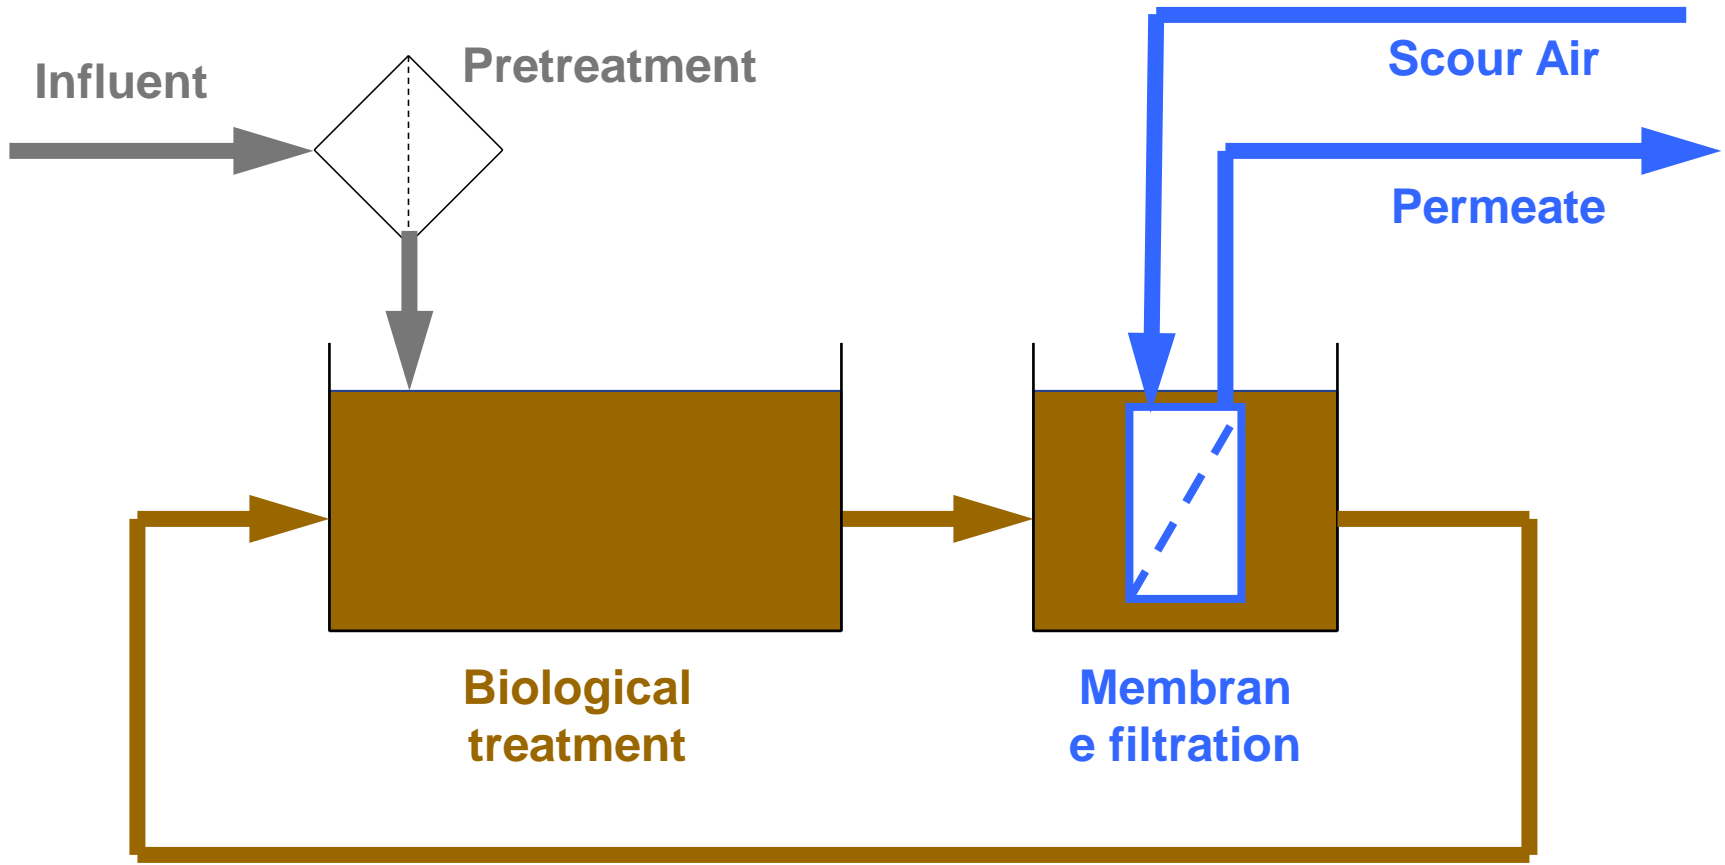 Influent
Pretreatment
Scour Air
Permeate
Biological
treatment
Membran
e filtration